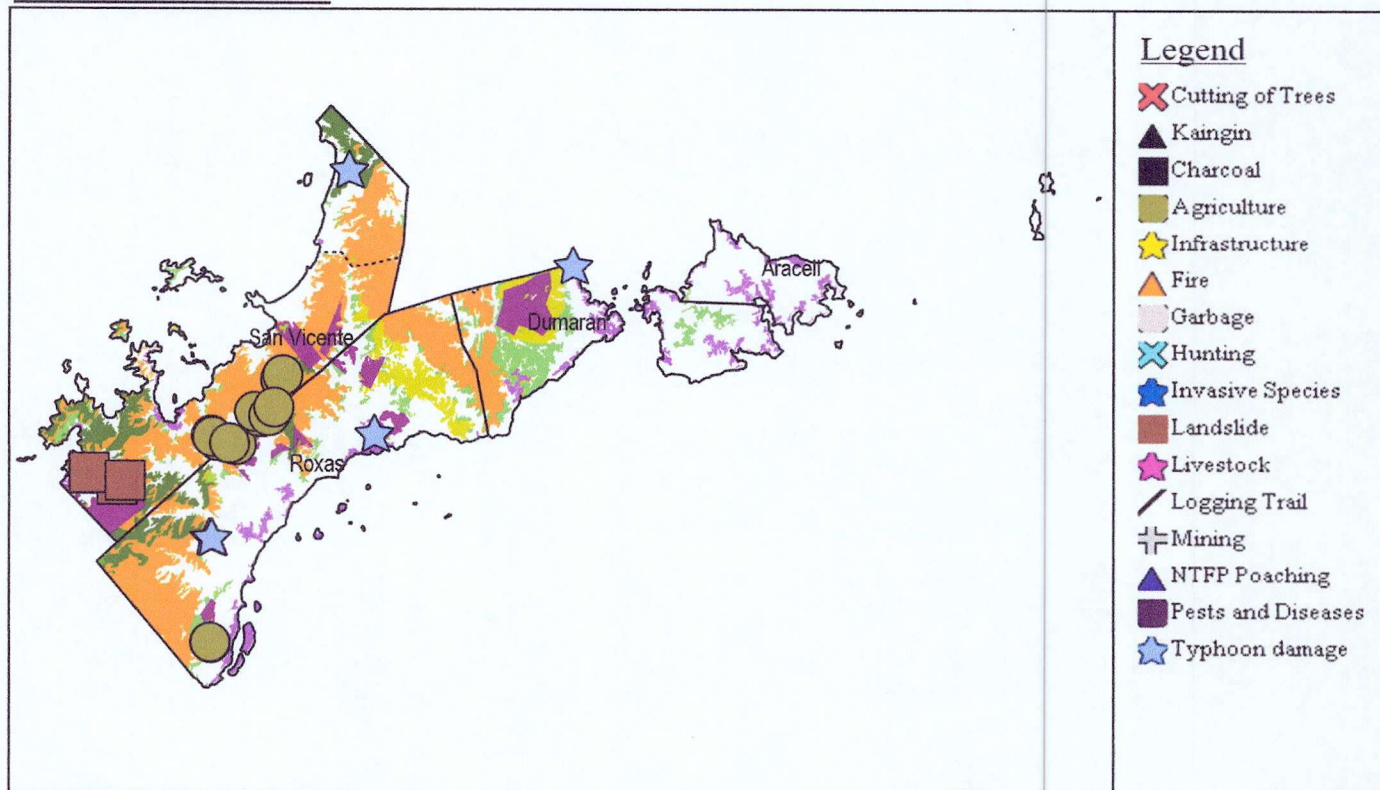 Legend
Cutting of Trees
Kaingin
Charcoal
Agriculture
Infrastructure
Fire
Garbage
Hunting
Invasive Species
Landslide
Livestock
Logging Trail
Mining
NTFP Poaching
Pests and Diseases
Typhoon damage
Araceli
Dumaran
San Vicente
Roxas